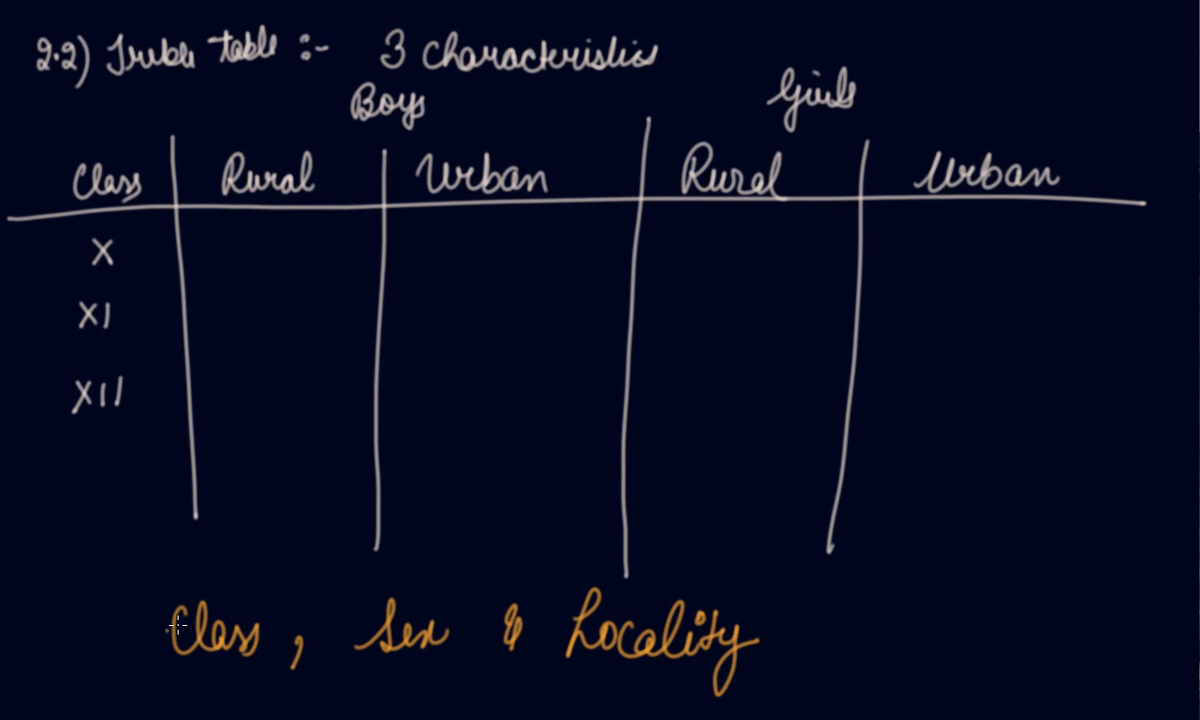 2.2) Treble table :- 3 Characteristics
Boys Girls
Class Rural Urban Rural Urban
X
XI
XII
Class, Sex & Locality